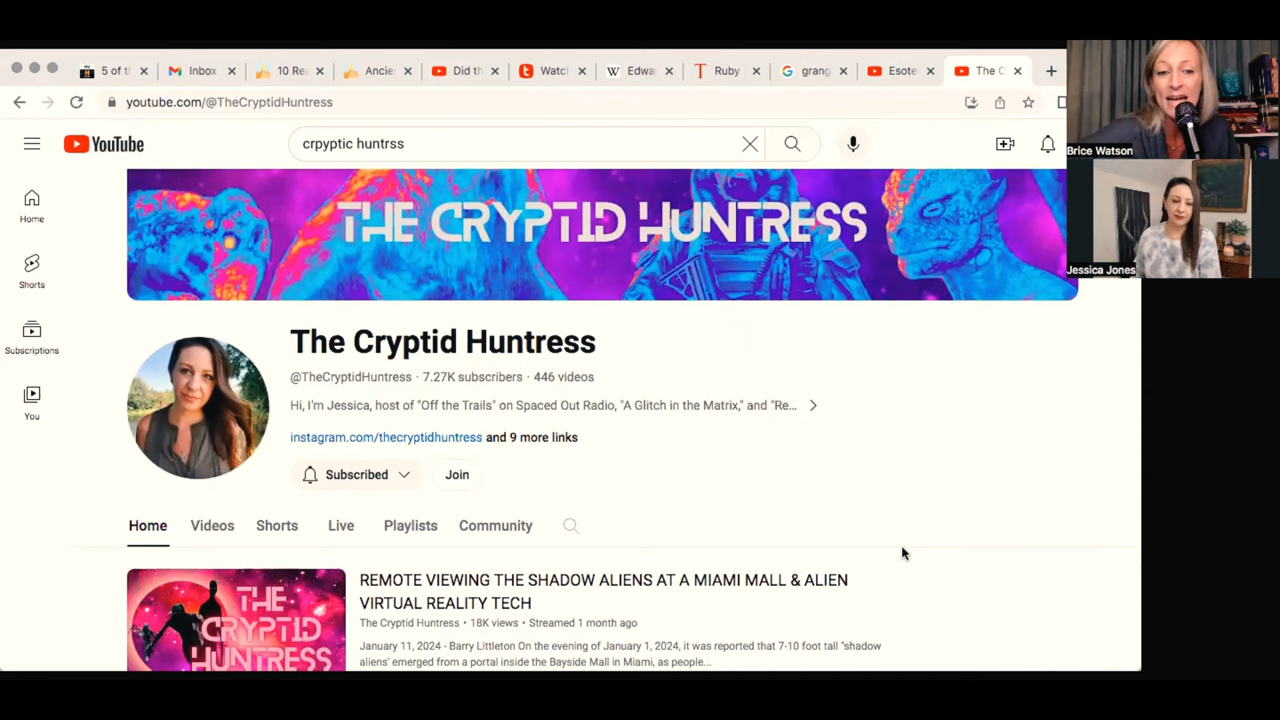 5 of t
Inbox
10 Re
Ancie
Did th
Watc
Edwa
Ruby
grang
Esote
The C
youtube.com/@TheCryptidHuntress
YouTube
crpyptic huntrss
Brice Watson
Jessica Jones
Home
Shorts
Subscriptions
You
THE CRYPTID HUNTRESS
The Cryptid Huntress
@TheCryptidHuntress · 7.27K subscribers · 446 videos
Hi, I'm Jessica, host of "Off the Trails" on Spaced Out Radio, "A Glitch in the Matrix," and "Re...
instagram.com/thecryptidhuntress and 9 more links
Subscribed
Join
Home Videos Shorts Live Playlists Community
THE
CRYPTID
HUNTRESS
REMOTE VIEWING THE SHADOW ALIENS AT A MIAMI MALL & ALIEN
VIRTUAL REALITY TECH
The Cryptid Huntress • 18K views • Streamed 1 month ago
January 11, 2024 - Barry Littleton On the evening of January 1, 2024, it was reported that 7-10 foot tall "shadow
aliens' emerged from a portal inside the Bayside Mall in Miami, as people...